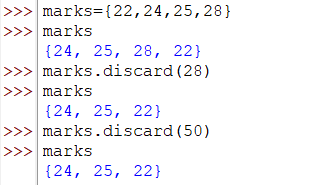 >>> marks={22,24,25,28}
>>> marks
{24, 25, 28, 22}
>>> marks.discard(28)
>>> marks
{24, 25, 22}
>>> marks.discard(50)
>>> marks
{24, 25, 22}